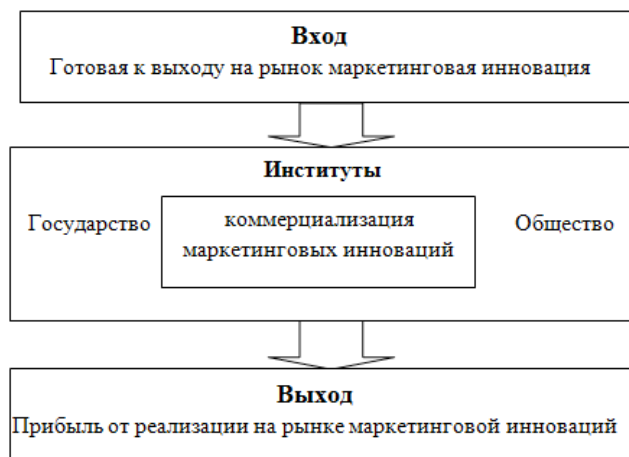 Вход
Готовая к выходу на рынок маркетинговая инновация
Институты
Государство
коммерциализация
маркетинговых инноваций
Общество
Выход
Прибыль от реализации на рынке маркетинговой инноваций